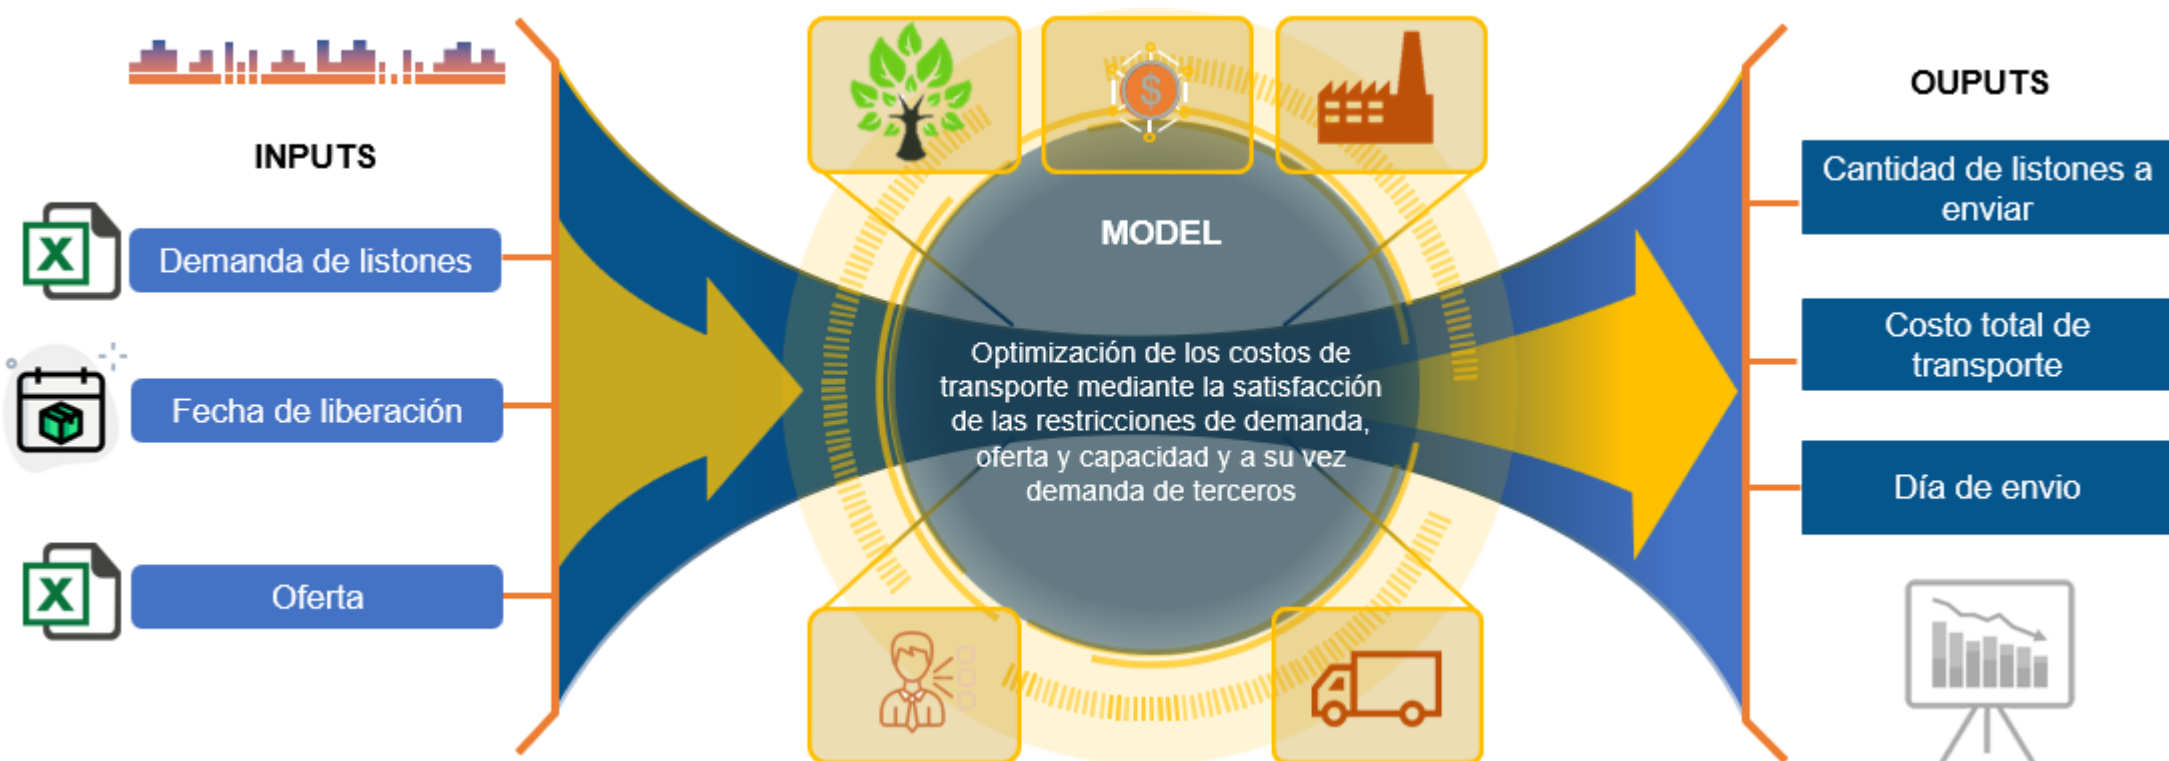 INPUTS
Demanda de listones
Fecha de liberación
Oferta
MODEL
Optimización de los costos de
transporte mediante la satisfacción
de las restricciones de demanda,
oferta y capacidad y a su vez
demanda de terceros
OUPUTS
Cantidad de listones a
enviar
Costo total de
transporte
Día de envio